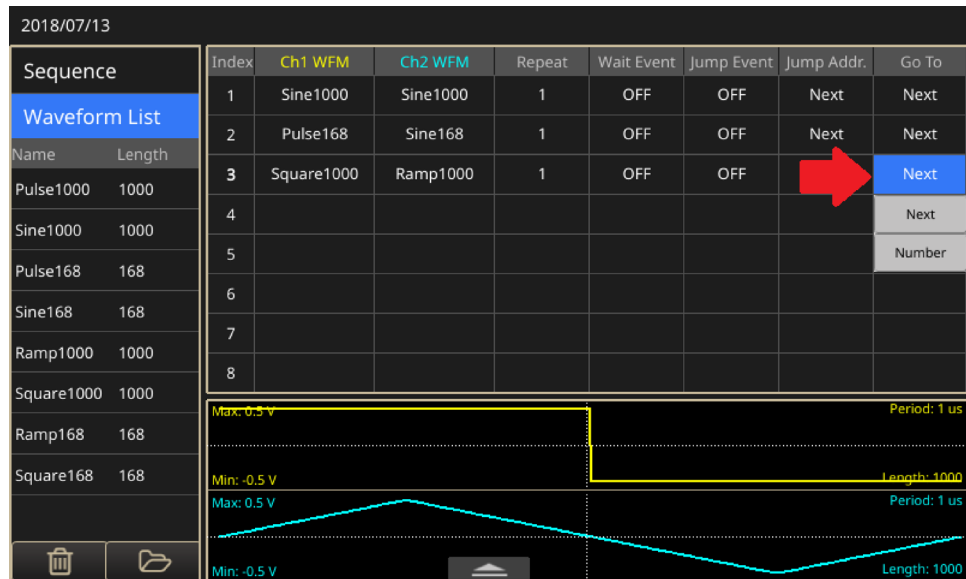 2018/07/13
Sequence
Waveform List
Name Length
Pulse1000 1000
Sine1000 1000
Pulse168 168
Sine168 168
Ramp1000 1000
Square1000 1000
Ramp168 168
Square168 168
Index Ch1 WFM Ch2 WFM Repeat Wait Event Jump Event Jump Addr. Go To
1 Sine1000 Sine1000 1 OFF OFF Next Next
2 Pulse168 Sine168 1 OFF OFF Next Next
3 Square1000 Ramp1000 1 OFF OFF Next
4 Next
5 Number
6
7
8
Max: 0.5 V Period: 1 us
Min: -0.5 V Length: 1000
Max: 0.5 V Period: 1 us
Min: -0.5 V Length: 1000